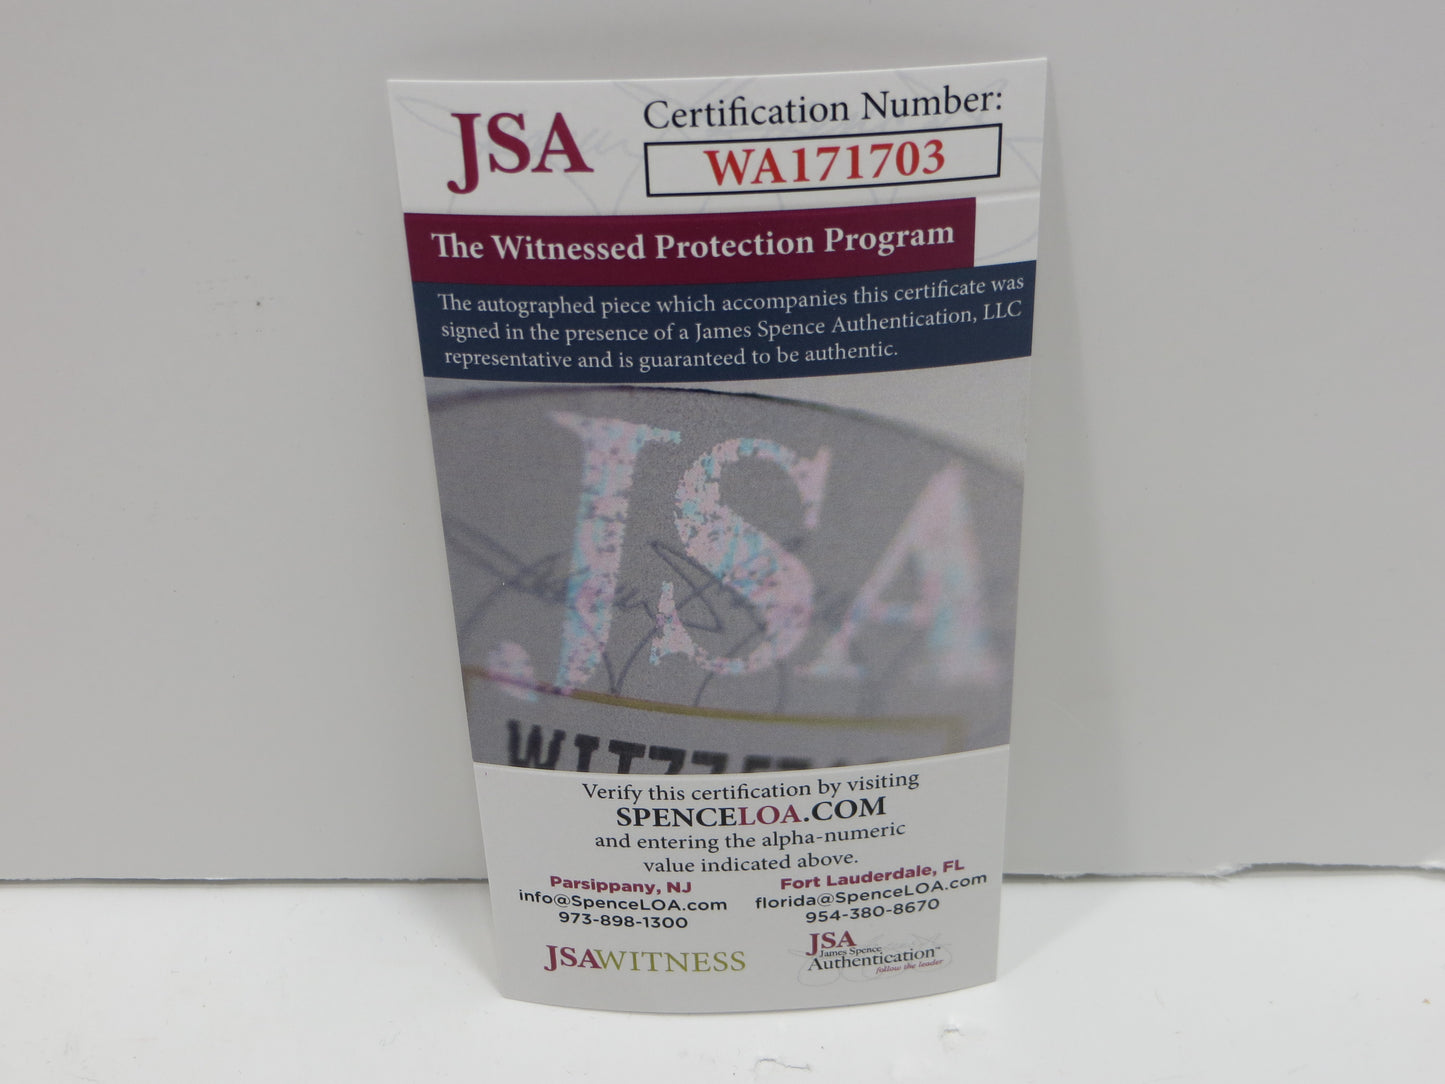 JSA
Certification Number:
WA171703
The Witnessed Protection Program
The autographed piece which accompanies this certificate was
signed in the presence of a James Spence Authentication, LLC
representative and is guaranteed to be authentic.
JSA
Verify this certification by visiting
SPENCELOA.COM
and entering the alpha-numeric
value indicated above.
Parsippany, NJ
info@SpenceLOA.com
973-898-1300
Fort Lauderdale, FL
florida@SpenceLOA.com
954-380-8670
JSAWITNESS
JSA
James Spence
Authentication™
follow the leader